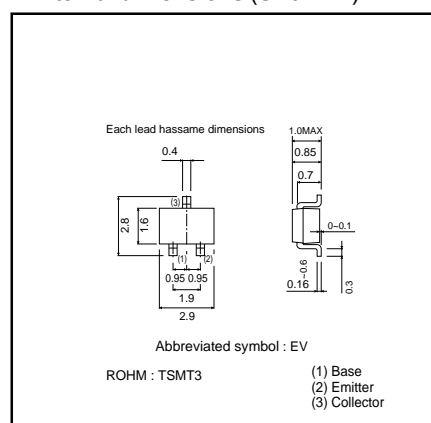 Each lead hassame dimensions
0.4
(3)
2.8
1.6
(1)
(2)
0.95 0.95
1.9
2.9
1.0MAX
0.85
0.7
0~0.1
0.16
~0.6
0.3
Abbreviated symbol : EV
ROHM : TSMT3
(1) Base
(2) Emitter
(3) Collector